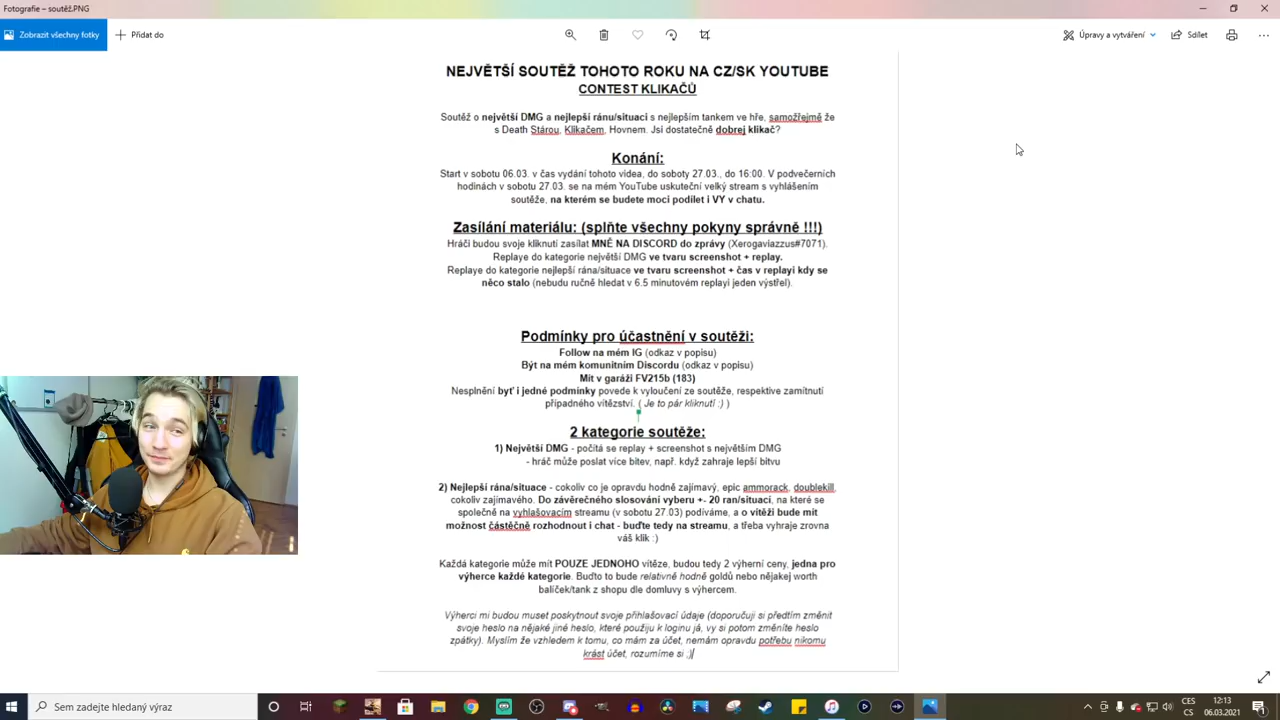 Fotografie – soutěž.PNG
Zobrazit všechny fotky
Přidat do
Úpravy a vytváření
Sdílet
NEJVĚTŠÍ SOUTĚŽ TOHOTO ROKU NA CZ/SK YOUTUBE
CONTEST KLIKAČŮ
Soutěž o největší DMG a nejlepší ránu/situaci s nejlepším tankem ve hře, samožřejmě že
s Death Stárou, Klikačem, Hovnem. Jsi dostatečně dobrej klikač?
Konání:
Start v sobotu 06.03. v čas vydání tohoto videa, do soboty 27.03., do 16:00. V podvečerních
hodinách v sobotu 27.03. se na mém YouTube uskuteční velký stream s vyhlášením
soutěže, na kterém se budete moci podílet i VY v chatu.
Zasílání materiálu: (splňte všechny pokyny správně !!!)
Hráči budou svoje kliknutí zasílat MNĚ NA DISCORD do zprávy (Xerogaviazzus#7071).
Replaye do kategorie největší DMG ve tvaru screenshot + replay.
Replaye do kategorie nejlepší rána/situace ve tvaru screenshot + čas v replayi kdy se
něco stalo (nebudu ručně hledat v 6.5 minutovém replayi jeden výstřel).
Podmínky pro účastnění v soutěži:
Follow na mém IG (odkaz v popisu)
Být na mém komunitním Discordu (odkaz v popisu)
Mít v garáži FV215b (183)
Nesplnění byť i jedné podmínky povede k vyloučení ze soutěže, respektive zamítnutí
případného vítězství. ( Je to pár kliknutí :) )
2 kategorie soutěže:
1) Největší DMG - počítá se replay + screenshot s největším DMG
- hráč může poslat více bitev, např. když zahraje lepší bitvu
2) Nejlepší rána/situace - cokoliv co je opravdu hodně zajímavý, epic ammorack, doublekill,
cokoliv zajímavého. Do závěrečného slosování vyberu +- 20 ran/situací, na které se
společně na vyhlašovacím streamu (v sobotu 27.03) podíváme, a o vítězi bude mít
možnost částěčně rozhodnout i chat - buďte tedy na streamu, a třeba vyhraje zrovna
váš klik :)
Každá kategorie může mít POUZE JEDNOHO vítěze, budou tedy 2 výherní ceny, jedna pro
výherce každé kategorie. Buďto to bude relativně hodně goldů nebo nějakej worth
balíček/tank z shopu dle domluvy s výhercem.
Výherci mi budou muset poskytnout svoje přihlašovací údaje (doporučuji si předtím změnit
svoje heslo na nějaké jiné heslo, které použiju k loginu já, vy si potom změníte heslo
zpátky). Myslím že vzhledem k tomu, co mám za účet, nemám opravdu potřebu nikomu
krást účet, rozumíme si ;)
Sem zadejte hledaný výraz
CES
12:13
06.03.2021